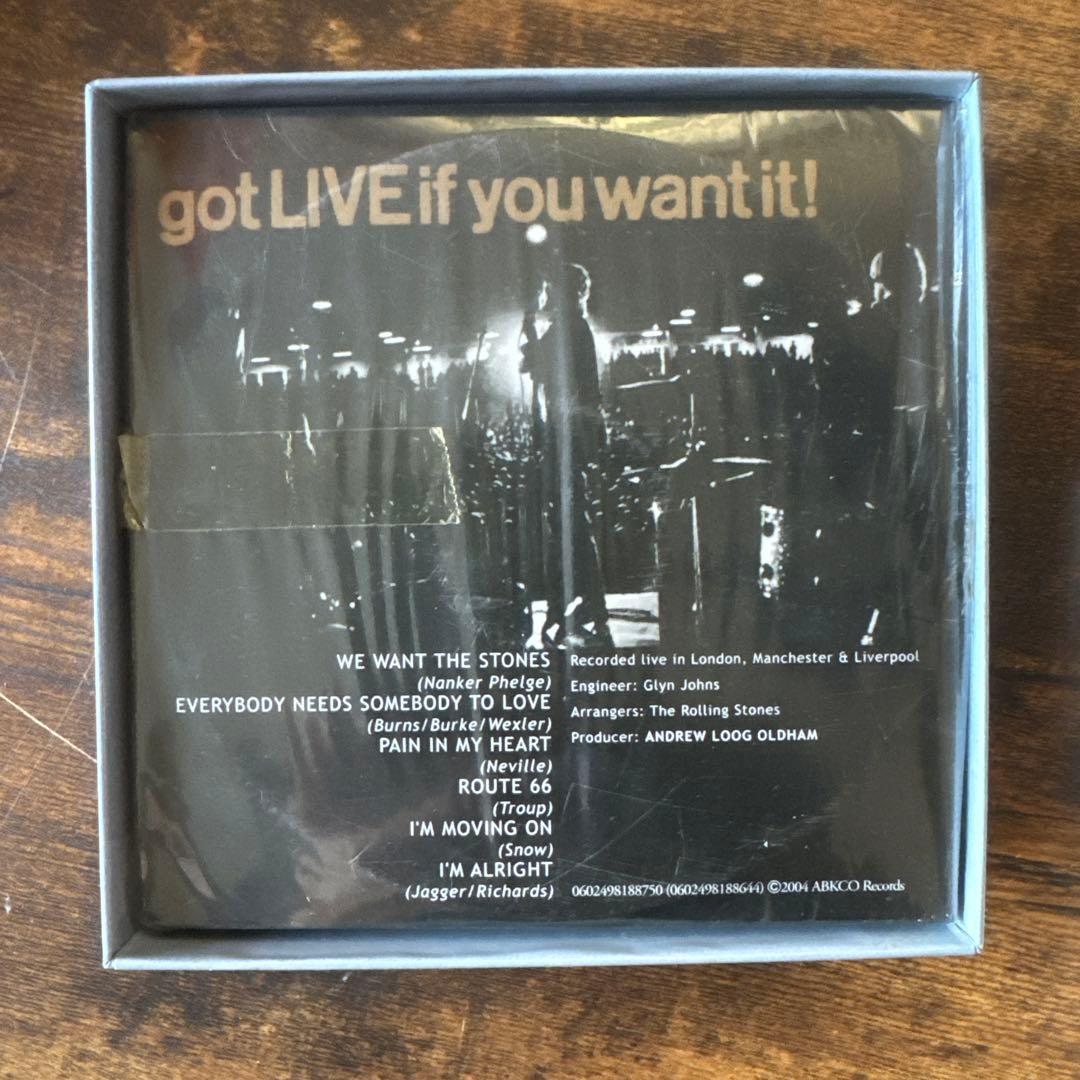 got LIVE if you want it!
WE WANT THE STONES
(Nanker Phelge)
EVERYBODY NEEDS SOMEBODY TO LOVE
(Burns/Burke/Wexler)
PAIN IN MY HEART
(Neville)
ROUTE 66
(Troup)
I'M MOVING ON
(Snow)
I'M ALRIGHT
(Jagger/Richards)
Recorded live in London, Manchester & Liverpool
Engineer: Glyn Johns
Arrangers: The Rolling Stones
Producer: ANDREW LOOG OLDHAM
0602498188750 (0602498188644) ©2004 ABKCO Records